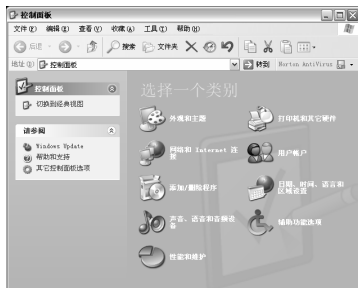 控制面板
文件(F) 编辑(E) 查看(V) 收藏(A) 工具(T) 帮助(H)
后退 搜索 文件夹
地址(D) 控制面板 转到 Norton AntiVirus
控制面板
切换到经典视图
请参阅
Windows Update
帮助和支持
其它控制面板选项
选择一个类别
外观和主题
打印机和其它硬件
网络和 Internet 连
接
用户帐户
添加/删除程序
日期、时间、语言和
区域设置
声音、语音和音频设
备
辅助功能选项
性能和维护